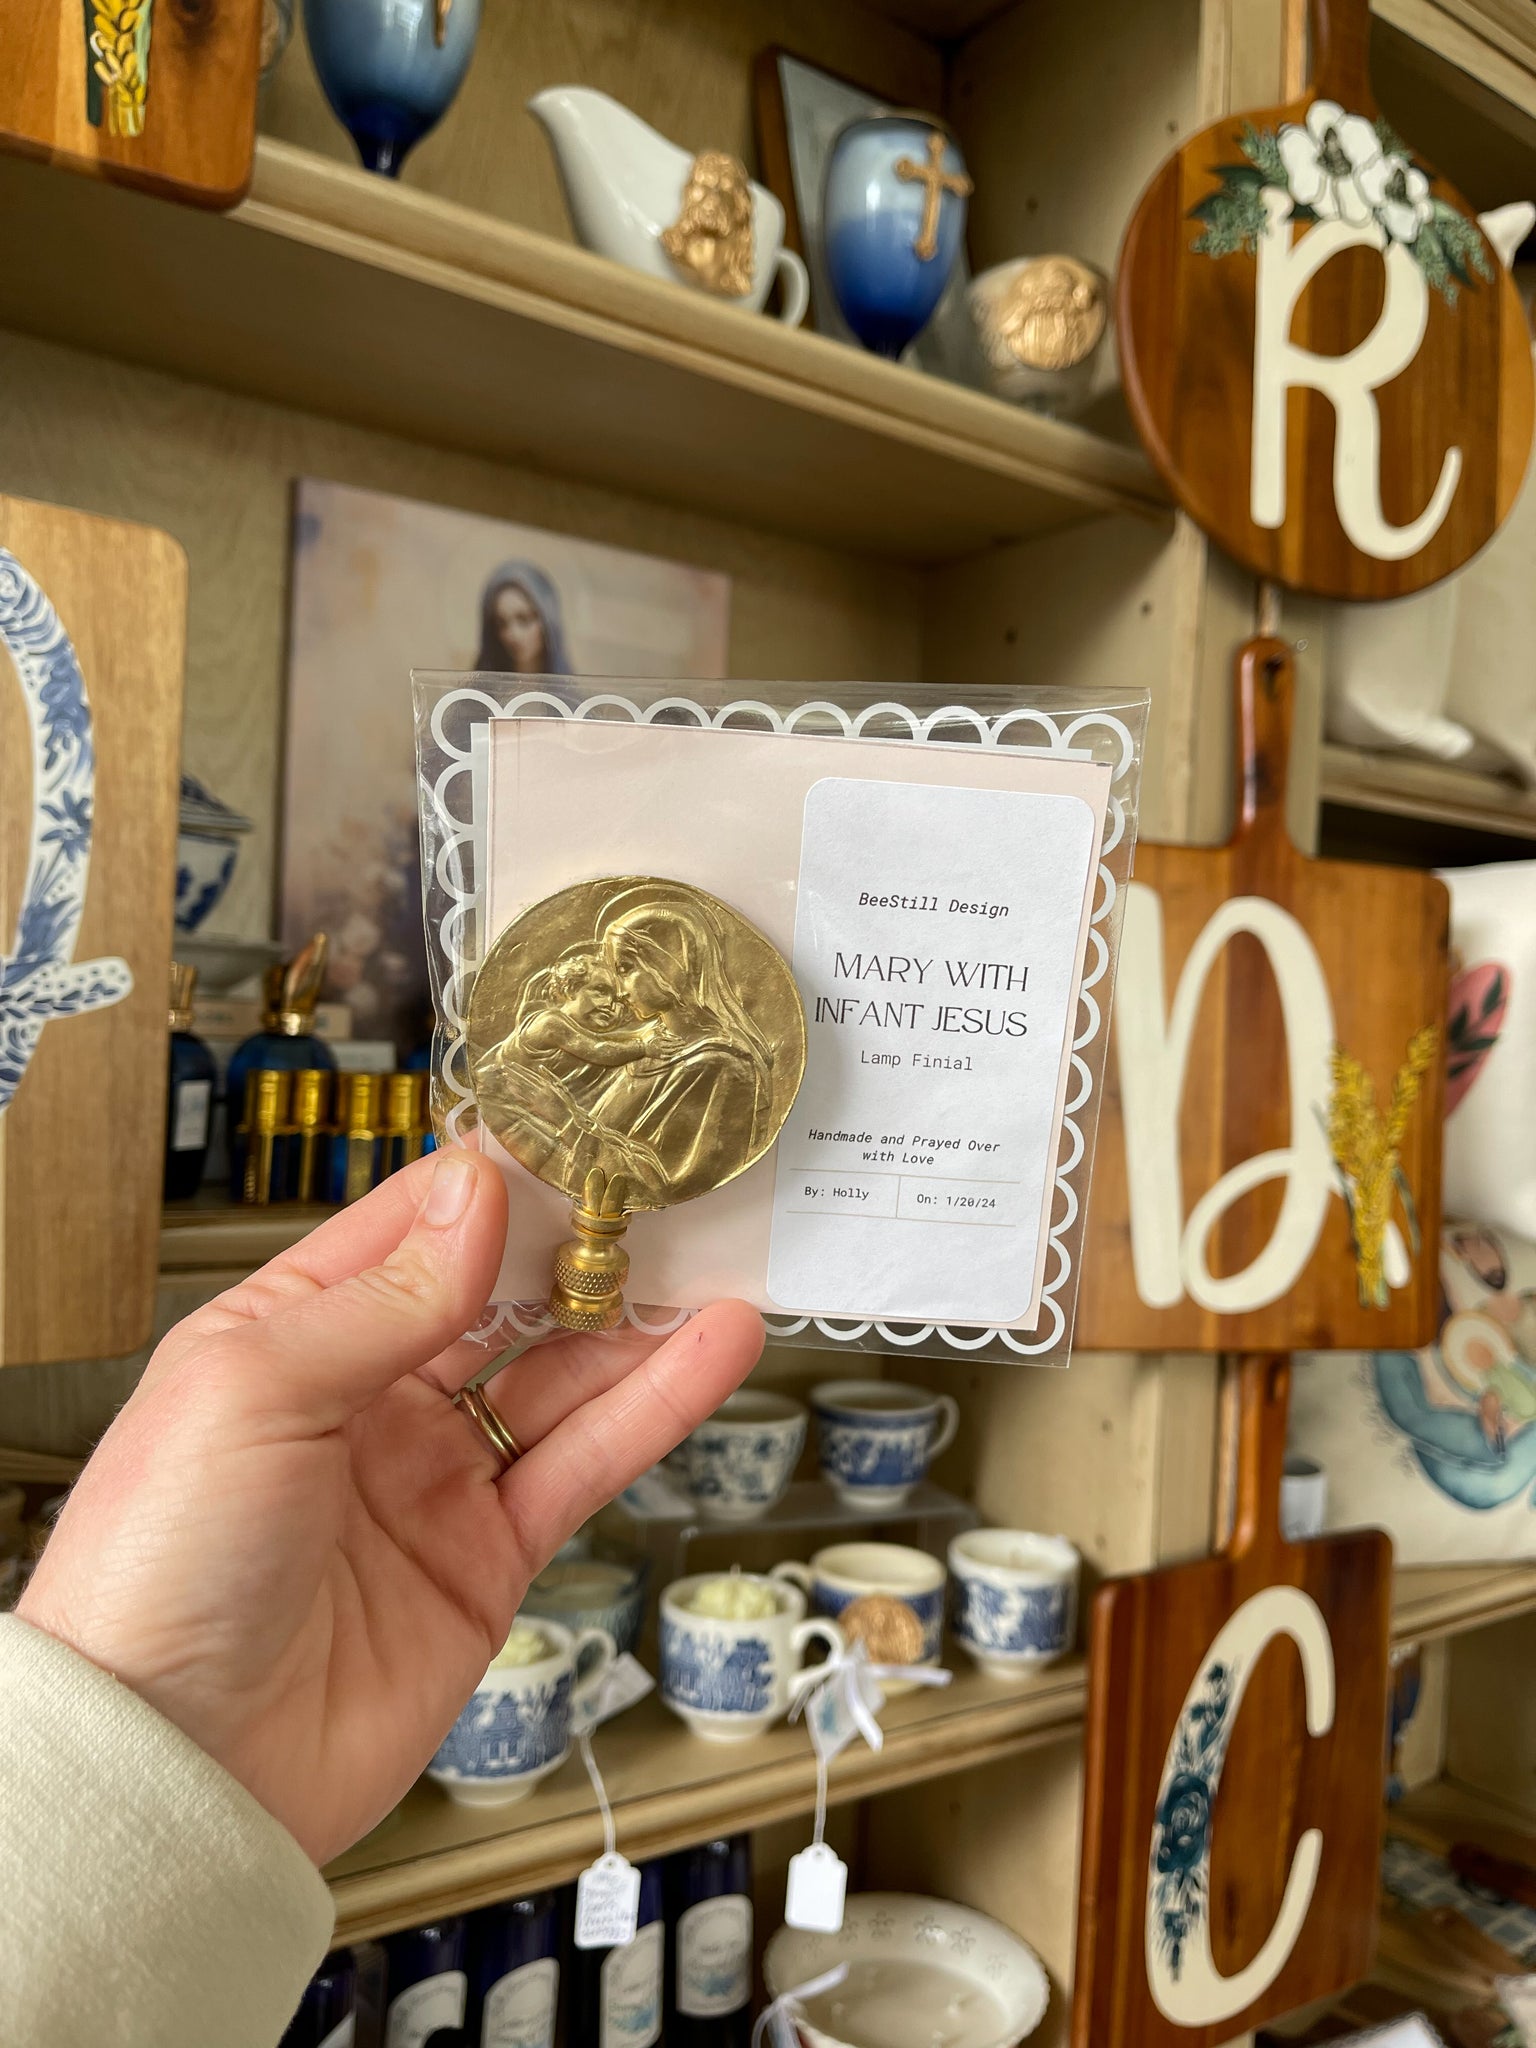 R
BeeStill Design
MARY WITH
INFANT JESUS
Lamp Finial
Handmade and Prayed Over
with Love
By: Holly
On: 1/20/24
D
C